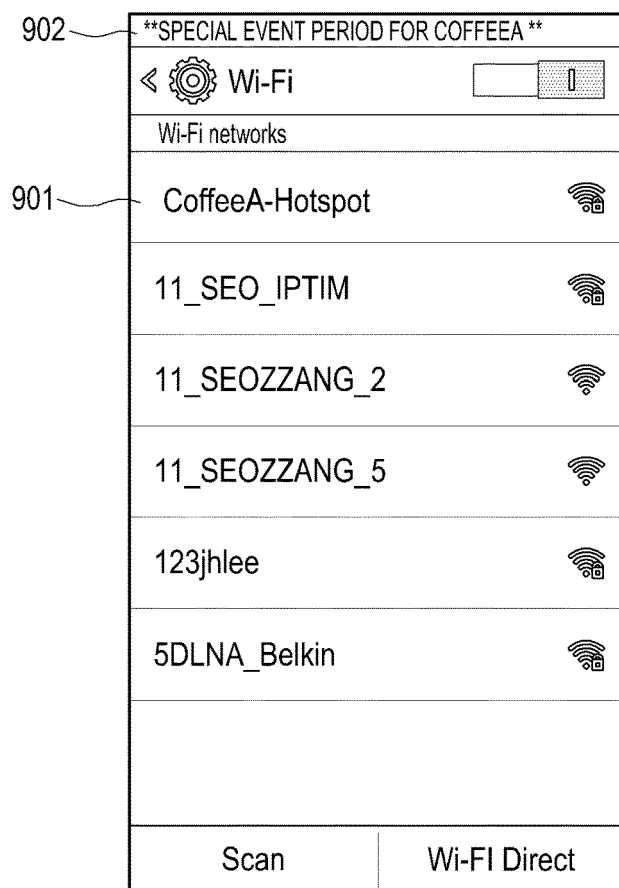 902
**SPECIAL EVENT PERIOD FOR COFFEEA **
Wi-Fi
Wi-Fi networks
901
CoffeeA-Hotspot
11_SEO_IPTIM
11_SEOZZANG_2
11_SEOZZANG_5
123jhlee
5DLNA_Belkin
Scan
Wi-FI Direct